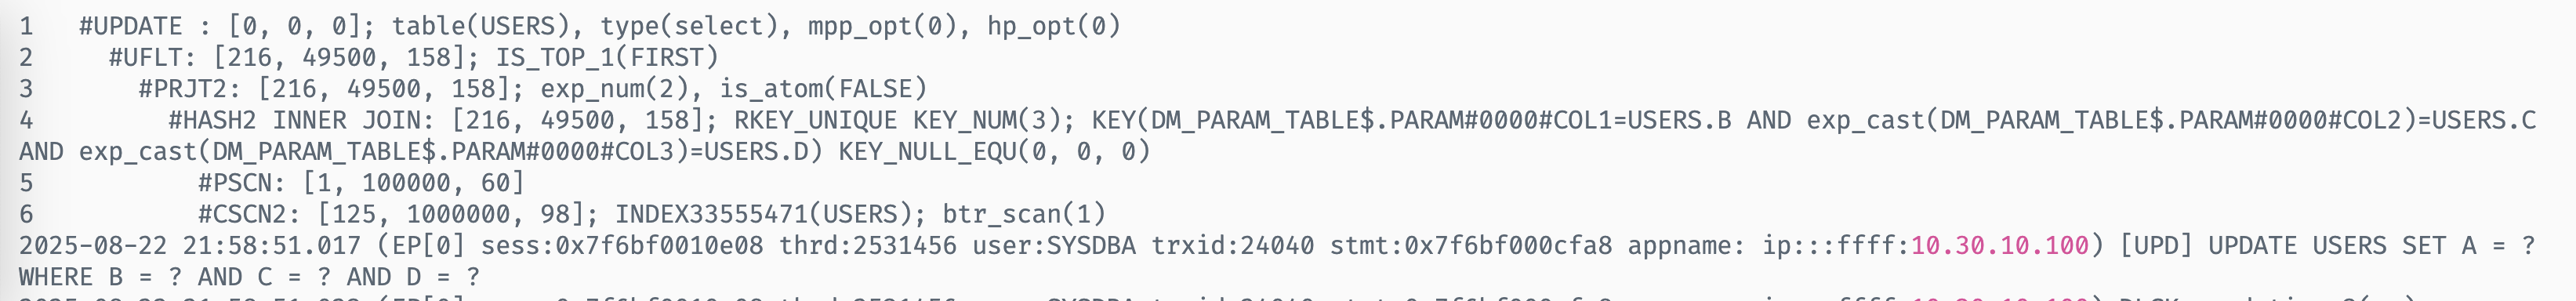 1 #UPDATE : [0, 0, 0]; table(USERS), type(select), mpp_opt(0), hp_opt(0)
2 #UFLT: [216, 49500, 158]; IS_TOP_1(FIRST)
3 #PRJT2: [216, 49500, 158]; exp_num(2), is_atom(FALSE)
4 #HASH2 INNER JOIN: [216, 49500, 158]; RKEY_UNIQUE KEY_NUM(3); KEY(DM_PARAM_TABLE$.PARAM#0000#COL1=USERS.B AND exp_cast(DM_PARAM_TABLE$.PARAM#0000#COL2)=USERS.C
AND exp_cast(DM_PARAM_TABLE$.PARAM#0000#COL3)=USERS.D) KEY_NULL_EQU(0, 0, 0)
5 #PSCN: [1, 100000, 60]
6 #CSCN2: [125, 1000000, 98]; INDEX33555471(USERS); btr_scan(1)
2025-08-22 21:58:51.017 (EP[0] sess:0x7f6bf0010e08 thrd:2531456 user:SYSDBA trxid:24040 stmt:0x7f6bf000cfa8 appname: ip:::ffff:10.30.10.100) [UPD] UPDATE USERS SET A = ?
WHERE B = ? AND C = ? AND D = ?